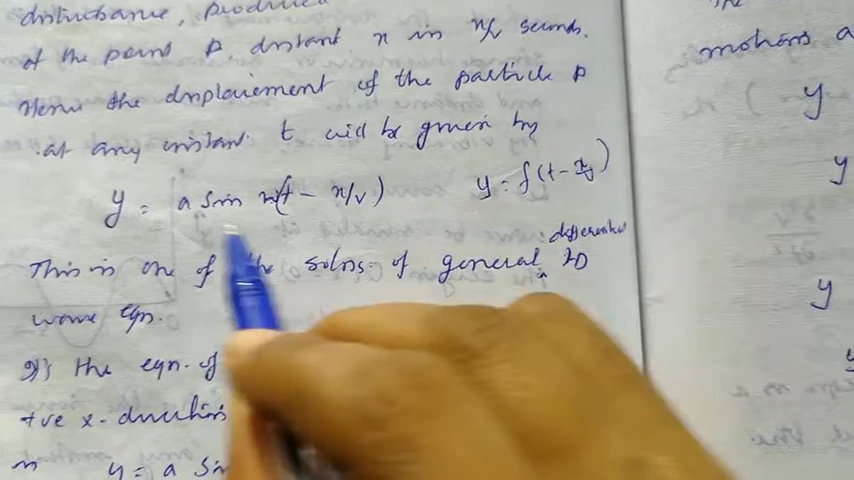 disturbance, produced
at the point P distant x in x/v seconds.
Hence the displacement of the particle P
at any instant t will be given by
y = a sin n(t - x/v) y = f(t - x/v)
differential
This is one of the solns. of general 1D
wave eqn.
the eqn. of
+ve x-direction
y = a Sin
motions a
y
y
y